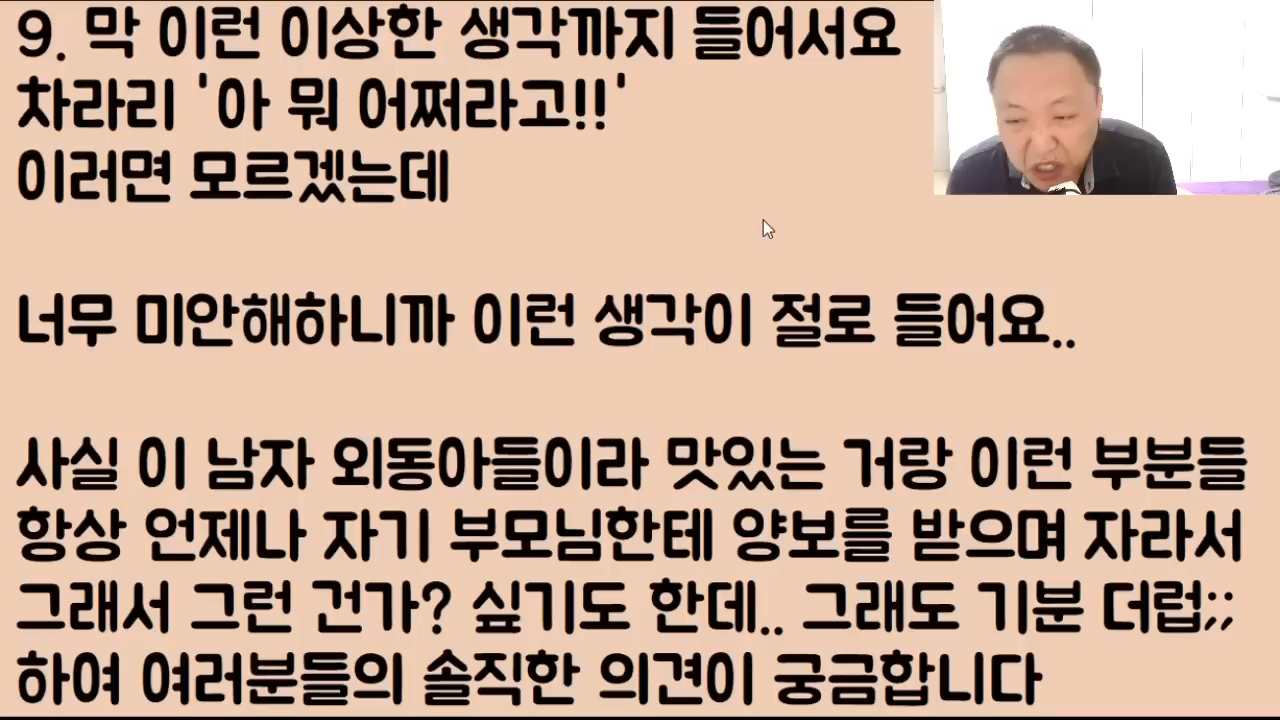 9. 막 이런 이상한 생각까지 들어서요
차라리 '아 뭐 어쩌라고!!'
이러면 모르겠는데
너무 미안해하니까 이런 생각이 절로 들어요..
사실 이 남자 외동아들이라 맛있는 거랑 이런 부분들
항상 언제나 자기 부모님한테 양보를 받으며 자라서
그래서 그런 건가? 싶기도 한데.. 그래도 기분 더럽;;
하여 여러분들의 솔직한 의견이 궁금합니다